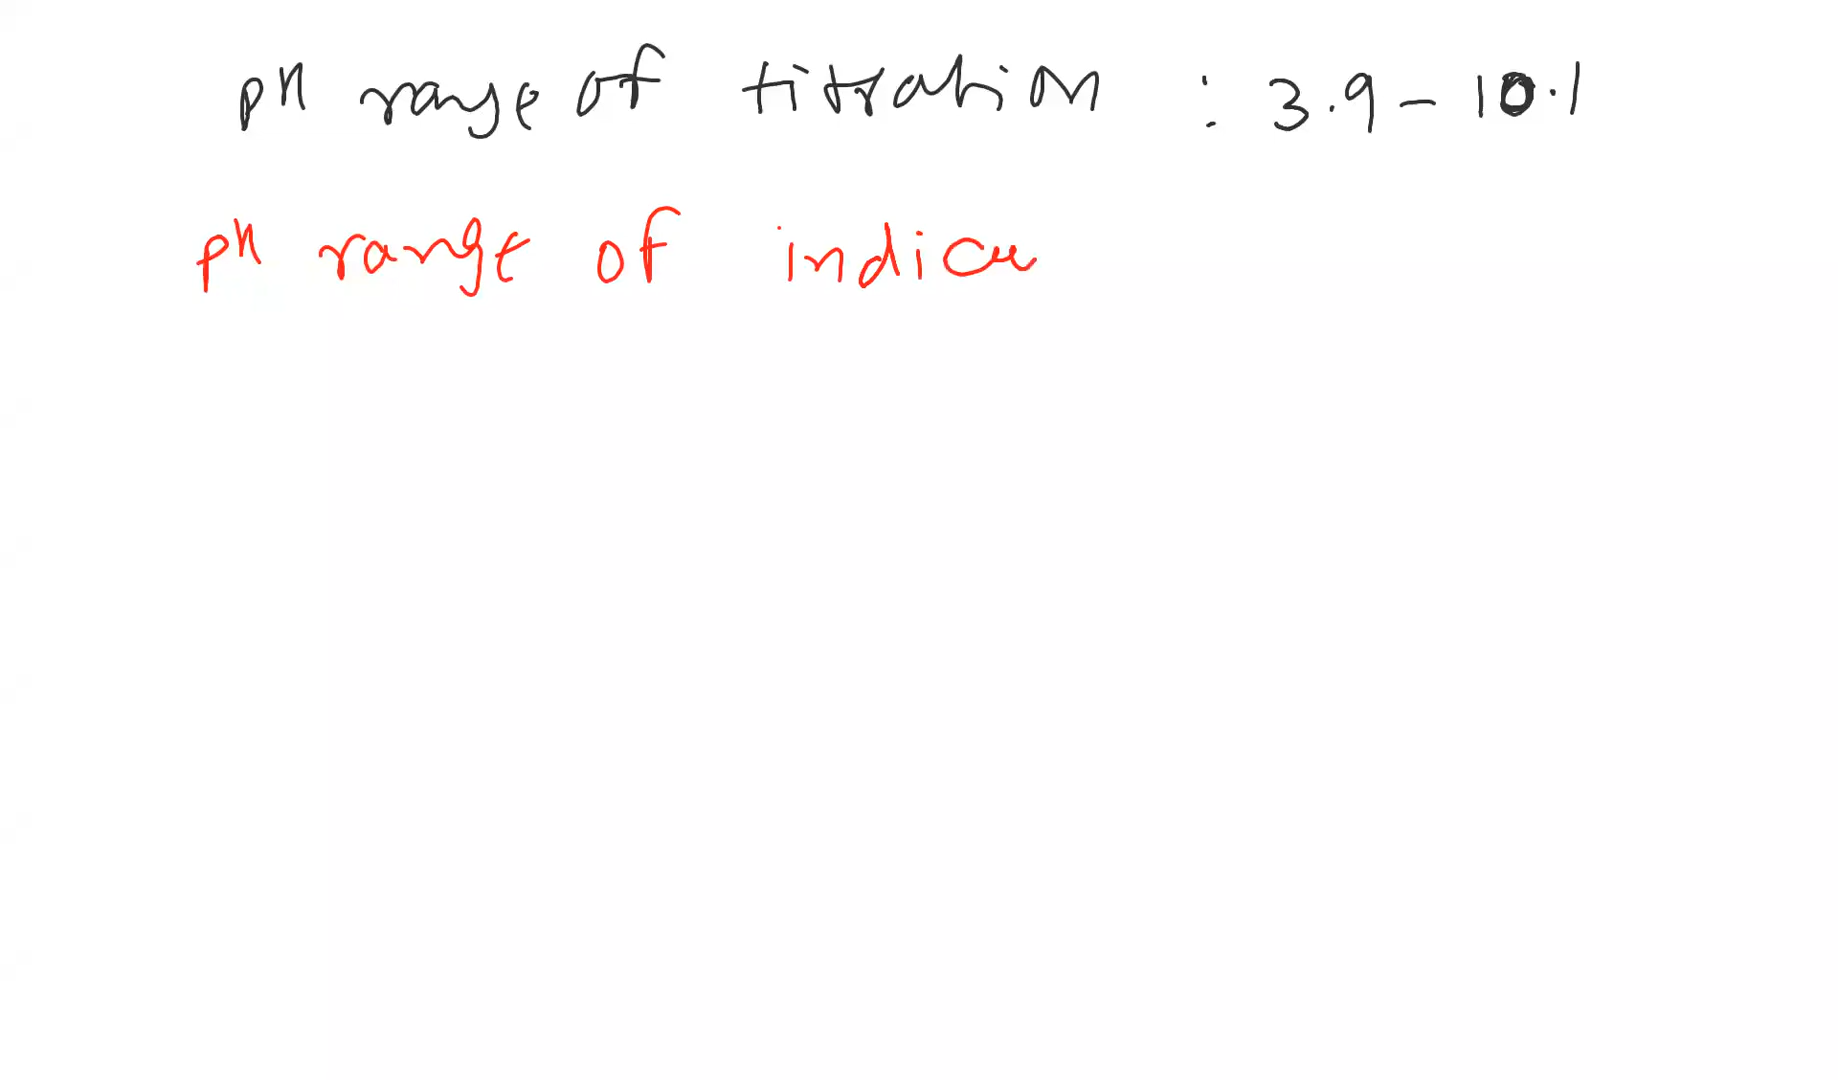 pH range of titration : 3.9 - 10.1
pH range of indica